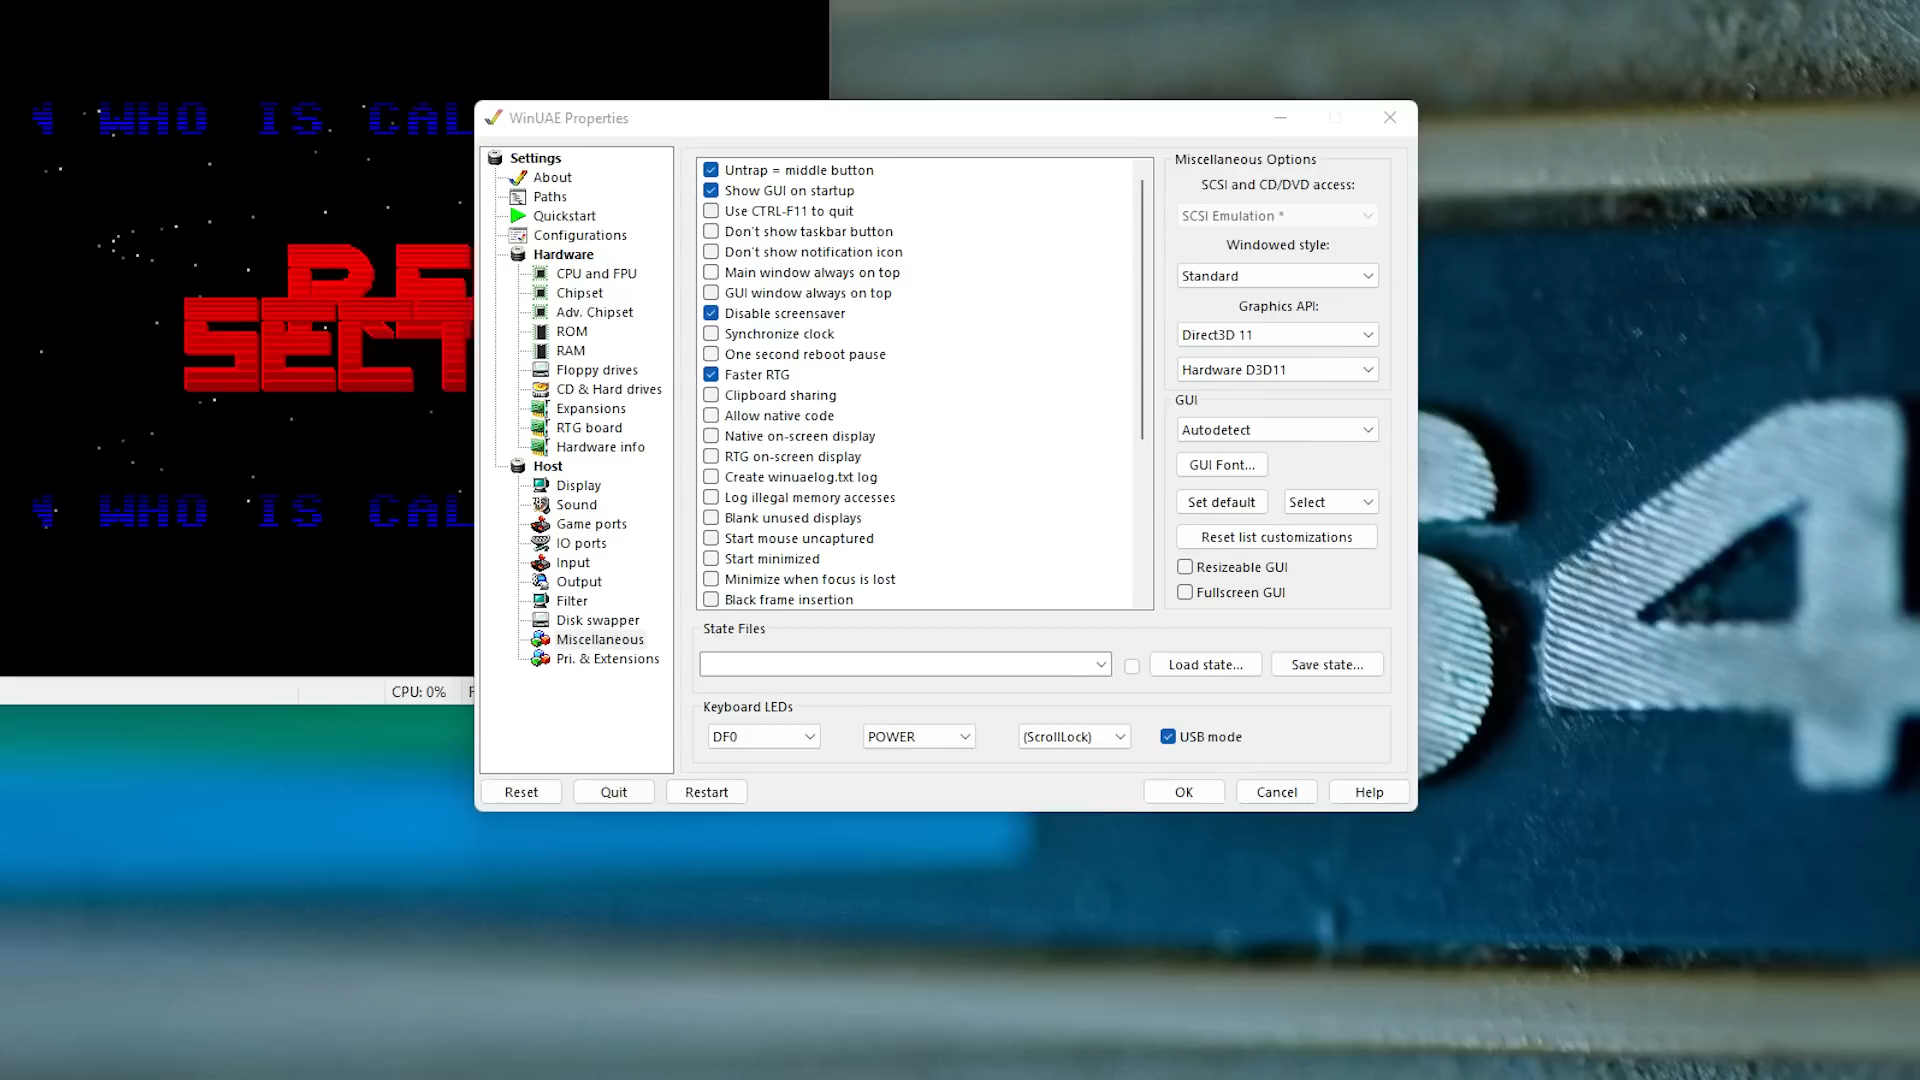 WHO IS CAL
WHO IS CAL
CPU: 0%
WinUAE Properties
Settings
About
Paths
Quickstart
Configurations
Hardware
CPU and FPU
Chipset
Adv. Chipset
ROM
RAM
Floppy drives
CD & Hard drives
Expansions
RTG board
Hardware info
Host
Display
Sound
Game ports
IO ports
Input
Output
Filter
Disk swapper
Miscellaneous
Pri. & Extensions
Untrap = middle button
Show GUI on startup
Use CTRL-F11 to quit
Don't show taskbar button
Don't show notification icon
Main window always on top
GUI window always on top
Disable screensaver
Synchronize clock
One second reboot pause
Faster RTG
Clipboard sharing
Allow native code
Native on-screen display
RTG on-screen display
Create winuaelog.txt log
Log illegal memory accesses
Blank unused displays
Start mouse uncaptured
Start minimized
Minimize when focus is lost
Black frame insertion
Miscellaneous Options
SCSI and CD/DVD access:
SCSI Emulation *
Windowed style:
Standard
Graphics API:
Direct3D 11
Hardware D3D11
GUI
Autodetect
GUI Font...
Set default
Select
Reset list customizations
Resizeable GUI
Fullscreen GUI
State Files
Load state...
Save state...
Keyboard LEDs
DF0
POWER
(ScrollLock)
USB mode
Reset
Quit
Restart
OK
Cancel
Help
64